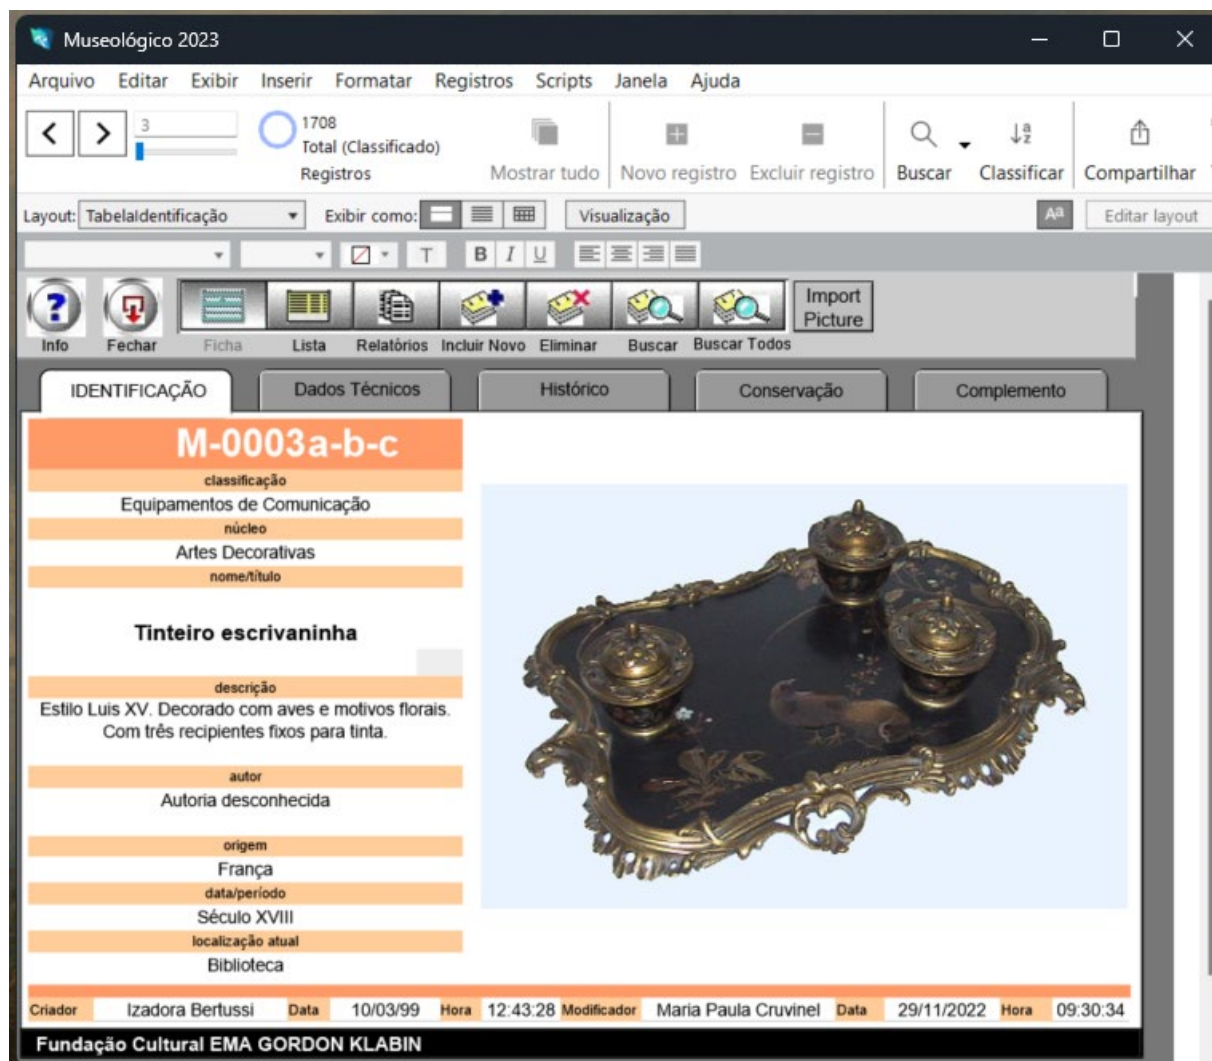 Museológico 2023
Arquivo Editar Exibir Inserir Formatar Registros Scripts Janela Ajuda
3
1708
Total (Classificado)
Registros
Mostrar tudo Novo registro Excluir registro Buscar Classificar Compartilhar
Layout: TabelaIdentificação Exibir como: Visualização Aa Editar layout
T B I U
Import
Picture
Info Fechar Ficha Lista Relatórios Incluir Novo Eliminar Buscar Buscar Todos
IDENTIFICAÇÃO Dados Técnicos Histórico Conservação Complemento
M-0003a-b-c
classificação
Equipamentos de Comunicação
núcleo
Artes Decorativas
nome/título
Tinteiro escrivaninha
descrição
Estilo Luis XV. Decorado com aves e motivos florais.
Com três recipientes fixos para tinta.
autor
Autoria desconhecida
origem
França
data/período
Século XVIII
localização atual
Biblioteca
Criador Izadora Bertussi Data 10/03/99 Hora 12:43:28 Modificador Maria Paula Cruvinel Data 29/11/2022 Hora 09:30:34
Fundação Cultural EMA GORDON KLABIN